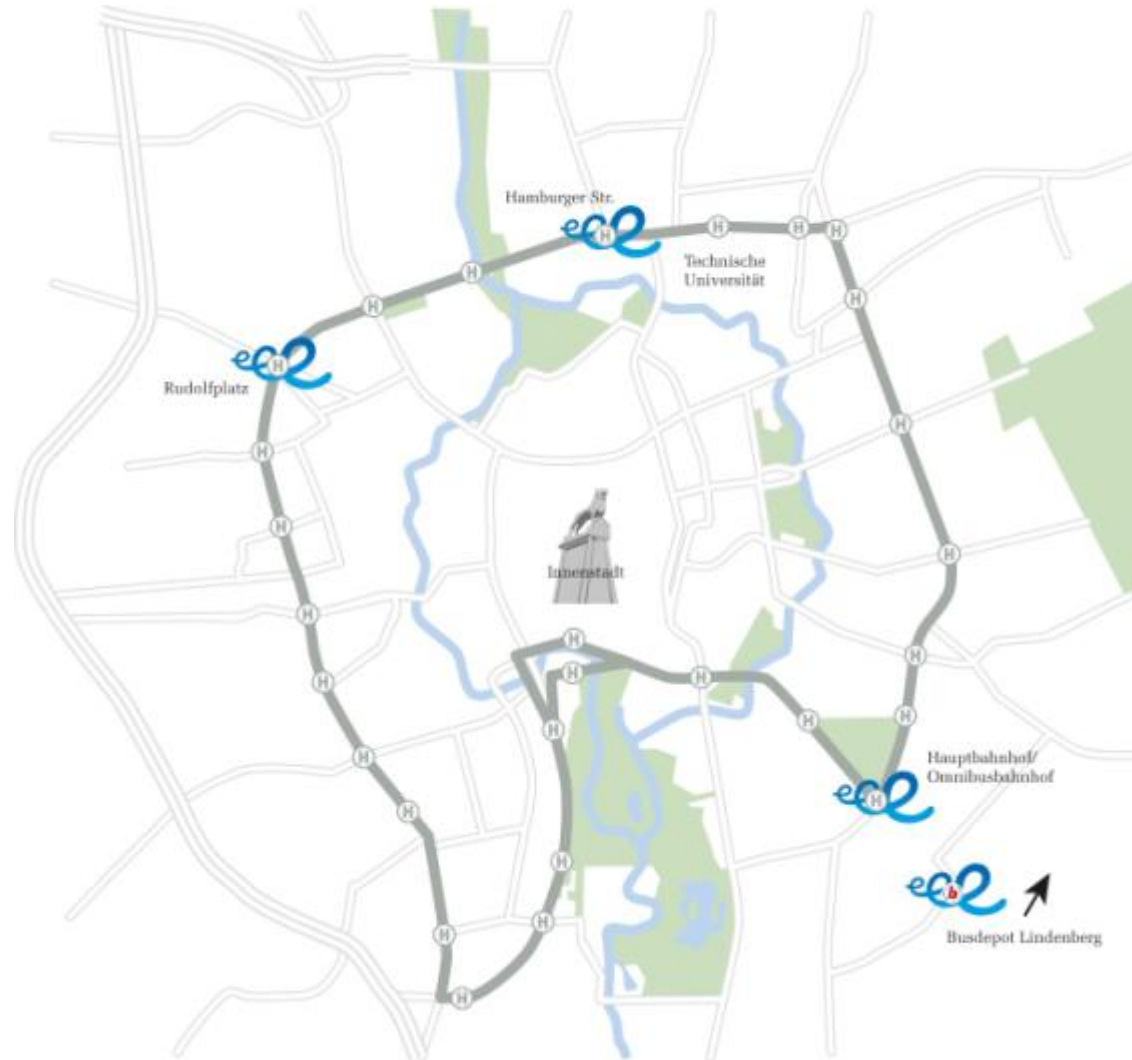 Hamburger Str.
H
H
H
H
Technische
Universität
H
H
H
H
Rudolfplatz
H
H
H
Innenstadt
H
H
H
H
H
H
H
H
H
H
H
Hauptbahnhof/
Omnibusbahnhof
H
H
H
b
H
H
Busdepot Lindenberg
H